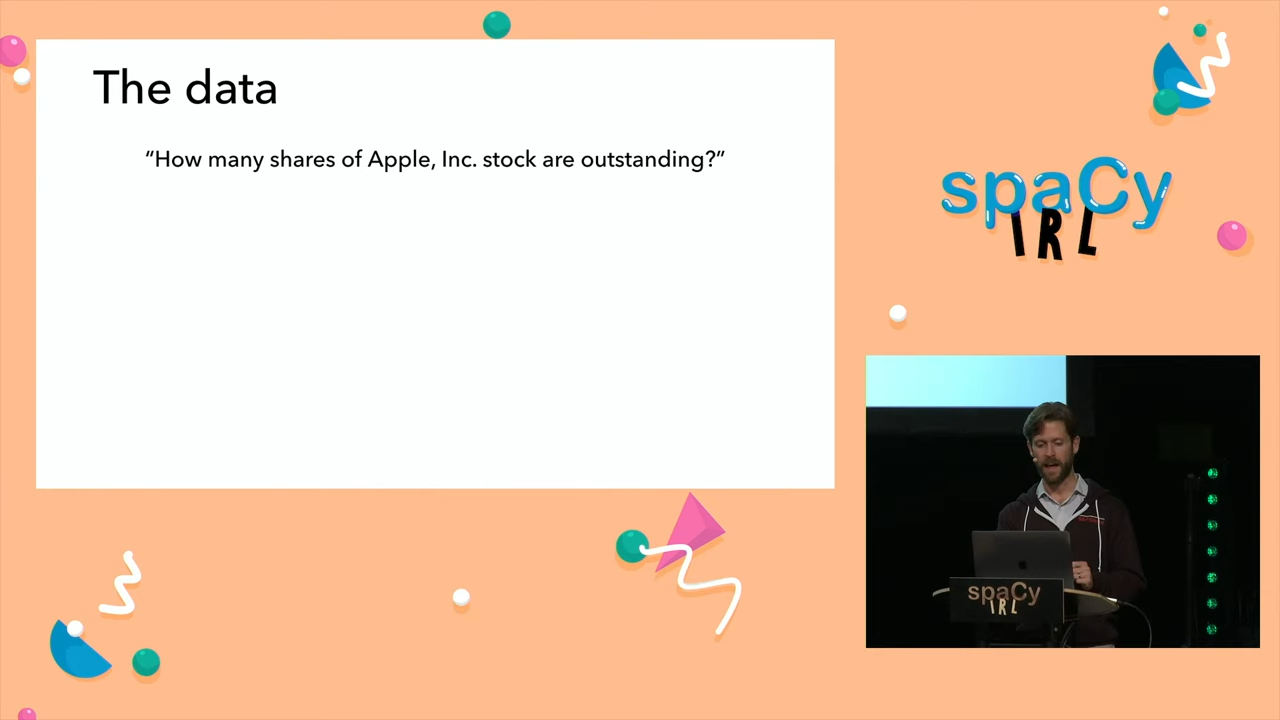 The data
“How many shares of Apple, Inc. stock are outstanding?”
spaCy
IRL
spaCy
IRL